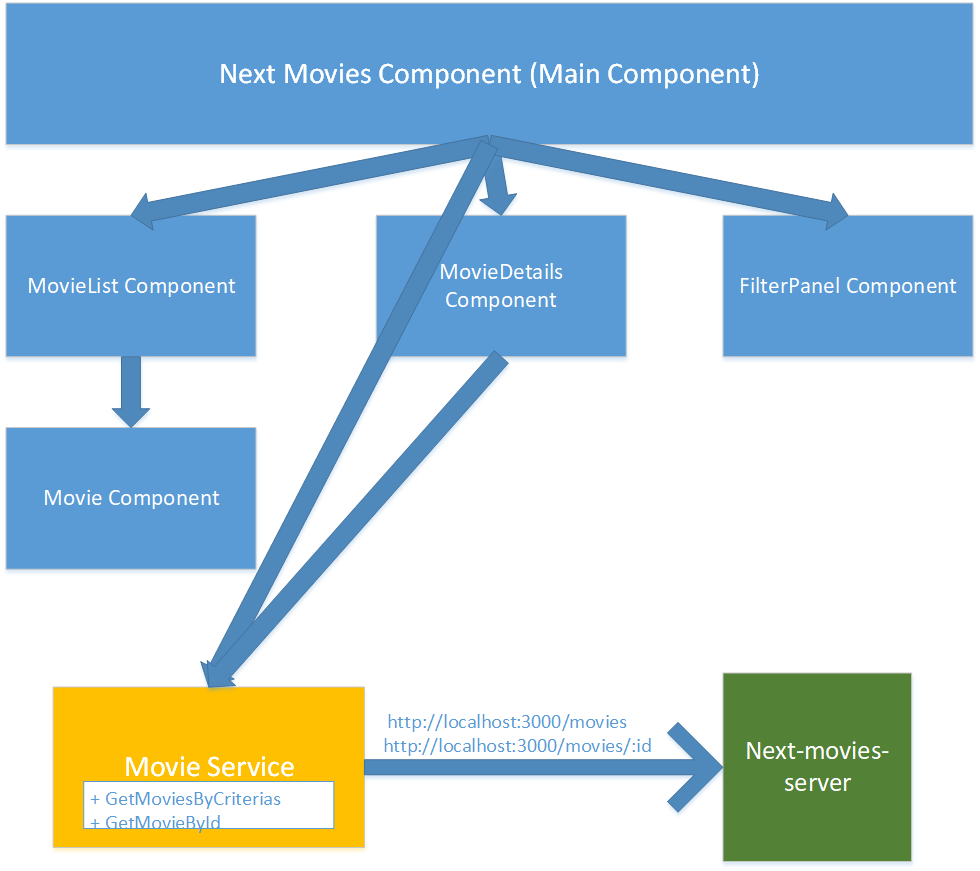 Next Movies Component (Main Component)
MovieList Component
MovieDetails
Component
FilterPanel Component
Movie Component
http://localhost:3000/movies
http://localhost:3000/movies/:id
Movie Service
+ GetMoviesByCriterias
+ GetMovieById
Next-movies-
server